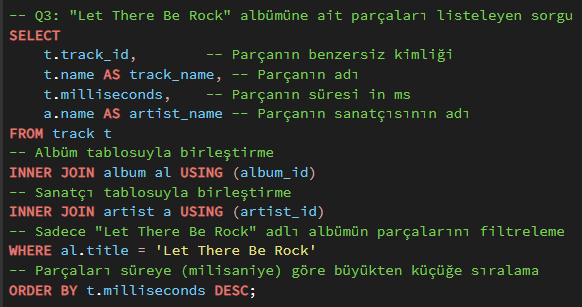 -- Q3: "Let There Be Rock" albümüne ait parçaları listeleyen sorgu
SELECT
    t.track_id,        -- Parçanın benzersiz kimliği
    t.name AS track_name, -- Parçanın adı
    t.milliseconds,    -- Parçanın süresi in ms
    a.name AS artist_name -- Parçanın sanatçısının adı
FROM track t
-- Albüm tablosuyla birleştirme
INNER JOIN album al USING (album_id)
-- Sanatçı tablosuyla birleştirme
INNER JOIN artist a USING (artist_id)
-- Sadece "Let There Be Rock" adlı albümün parçalarını filtreleme
WHERE al.title = 'Let There Be Rock'
-- Parçaları süreye (milisaniye) göre büyükten küçüğe sıralama
ORDER BY t.milliseconds DESC;